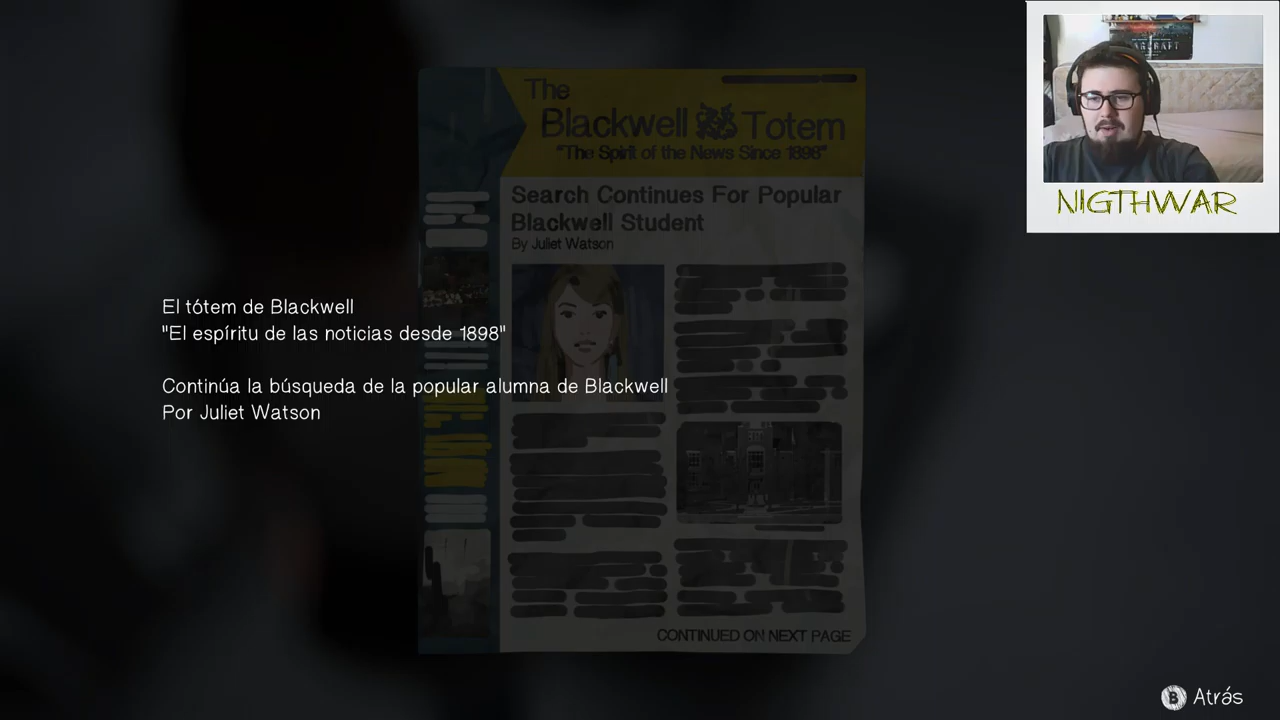 The
Blackwell Totem
"The Spirit of the News Since 1898"
Search Continues For Popular
Blackwell Student
By Juliet Watson
El tótem de Blackwell
"El espíritu de las noticias desde 1898"
Continúa la búsqueda de la popular alumna de Blackwell
Por Juliet Watson
CONTINUED ON NEXT PAGE
NIGTHWAR
B Atrás